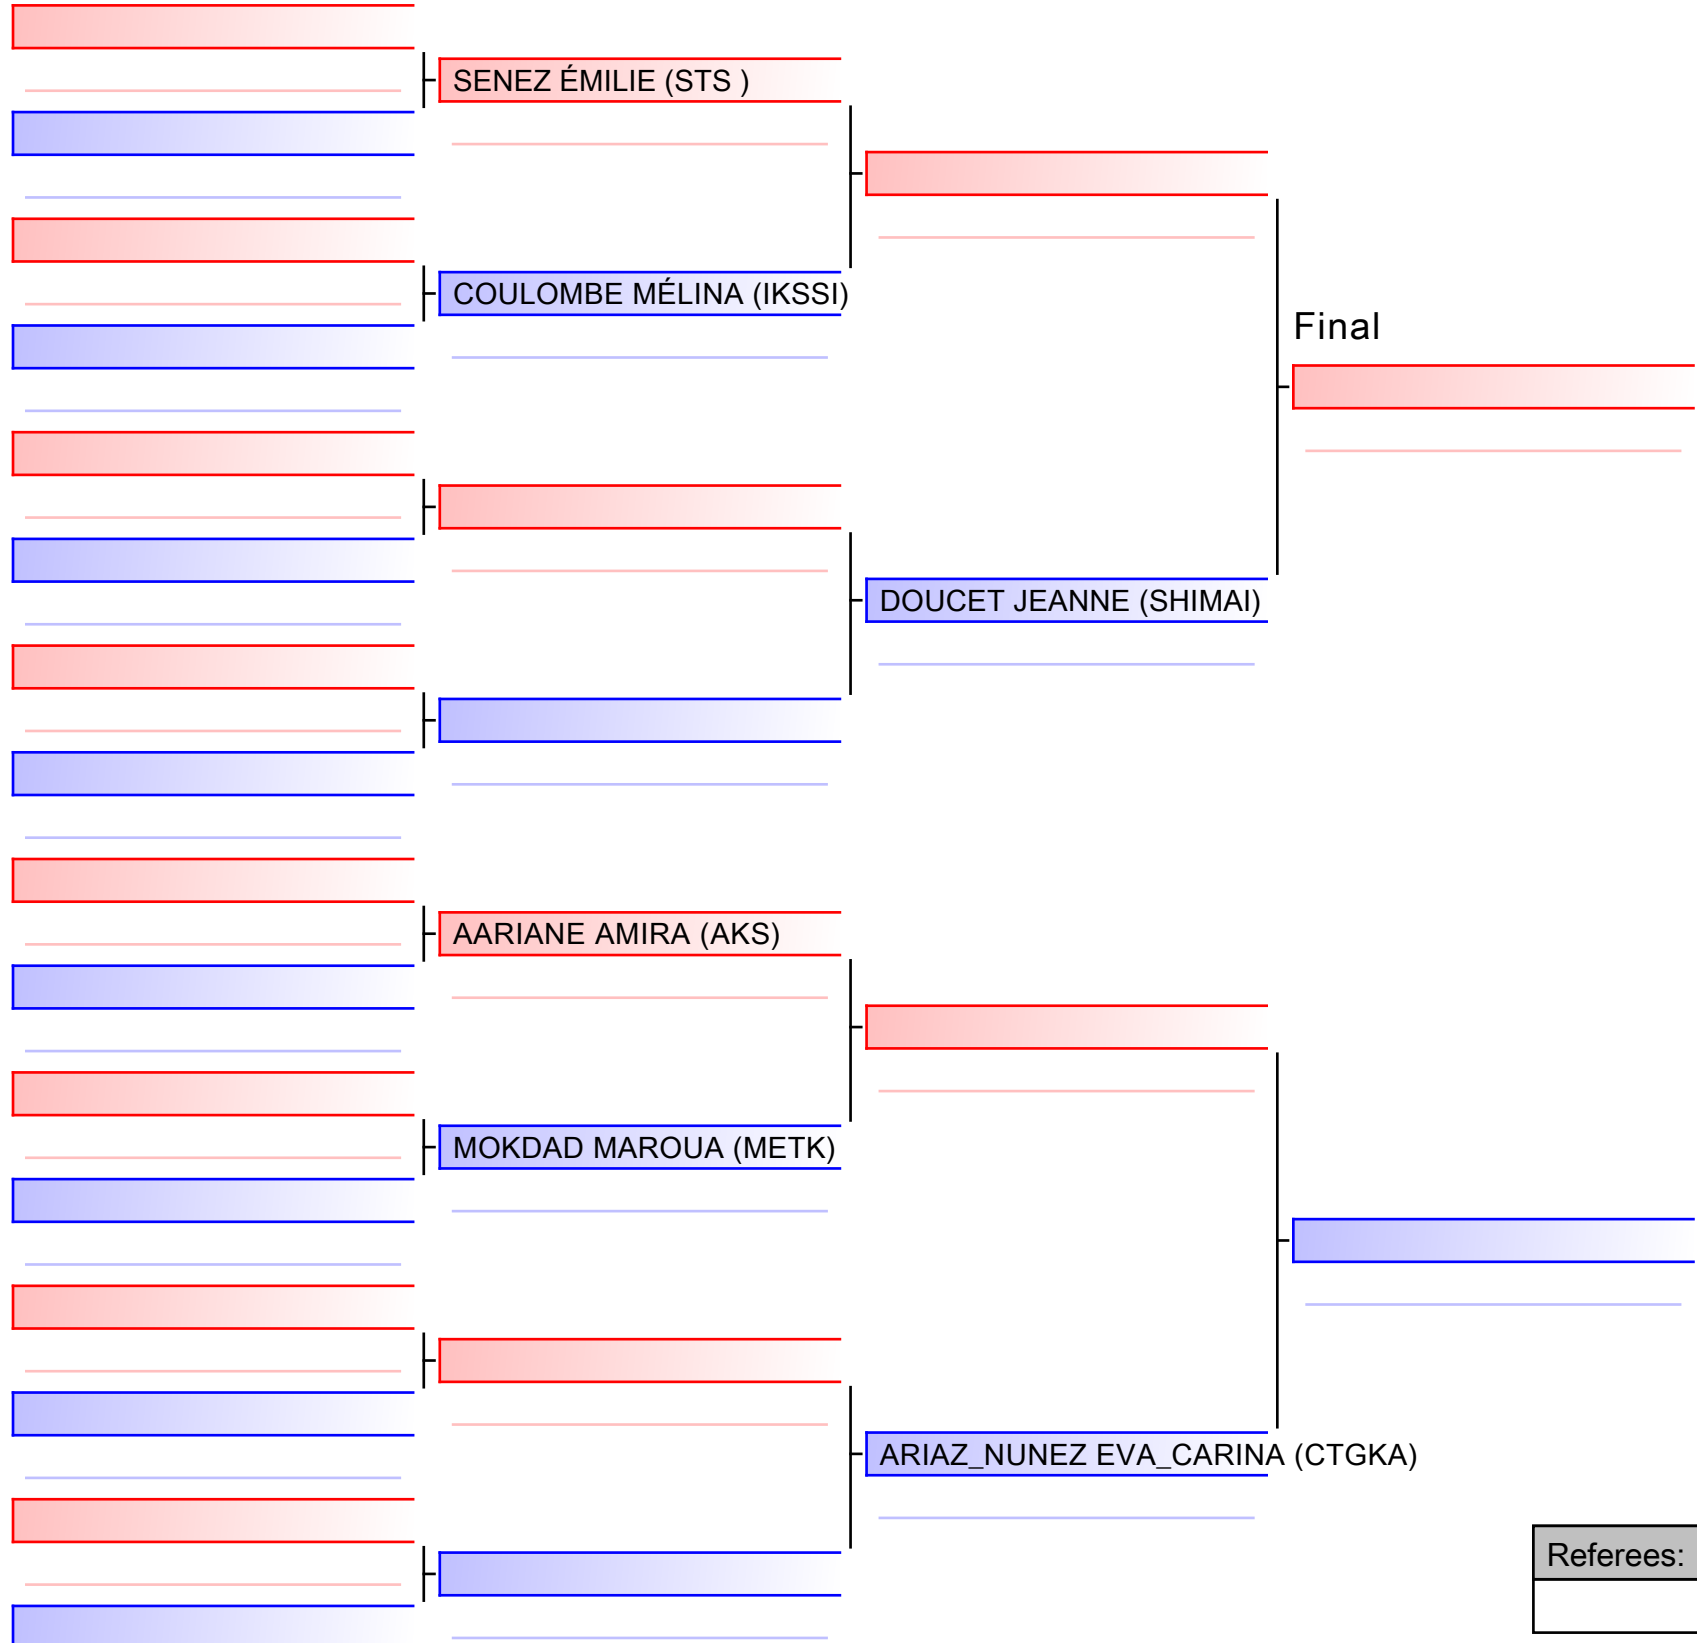 SENEZ ÉMILIE (STS )
COULOMBE MÉLINA (IKSSI)
Final
DOUCET JEANNE (SHIMAI)
AARIANE AMIRA (AKS)
MOKDAD MAROUA (METK)
ARIAZ_NUNEZ EVA_CARINA (CTGKA)
Referees: